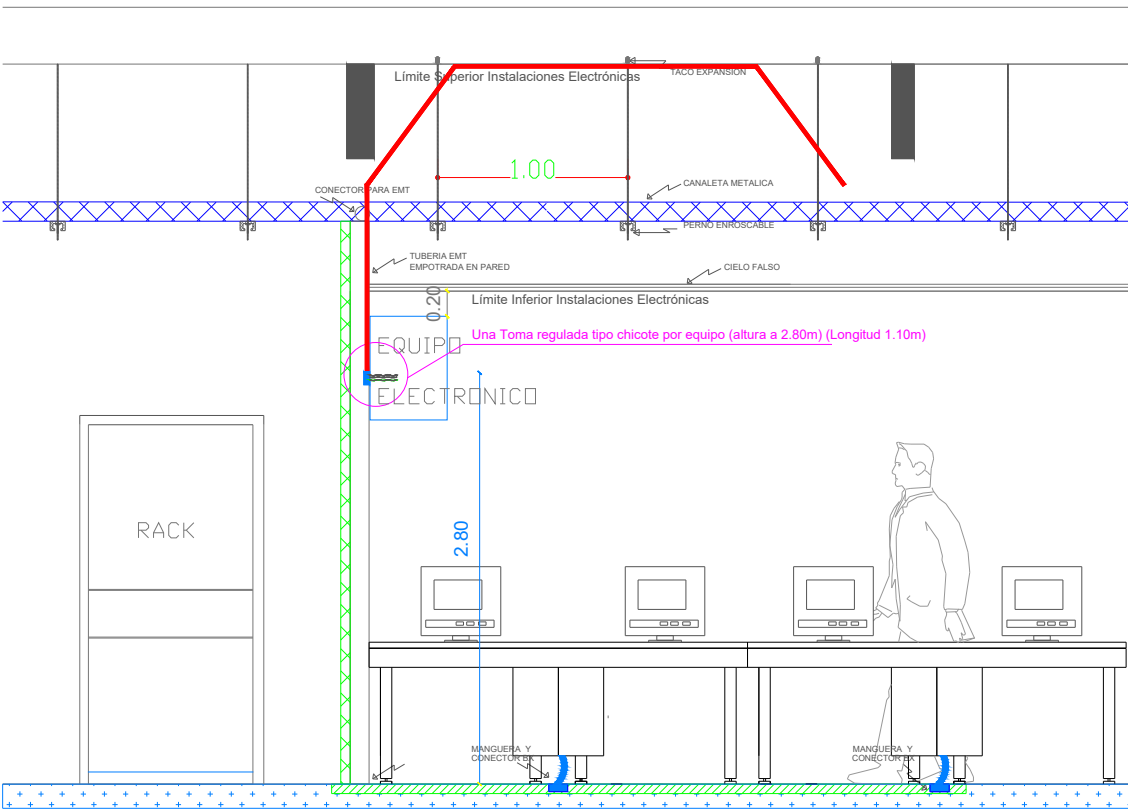 Límite Superior Instalaciones Electrónicas
TACO EXPANSION
1.00
CONECTOR PARA EMT
CANALETA METALICA
PERNO ENROSCABLE
TUBERIA EMT
EMPOTRADA EN PARED
CIELO FALSO
0.20
Límite Inferior Instalaciones Electrónicas
Una Toma regulada tipo chicote por equipo (altura a 2.80m) (Longitud 1.10m)
EQUIPO
ELECTRONICO
RACK
2.80
MANGUERA Y
CONECTOR BX
MANGUERA Y
CONECTOR EX